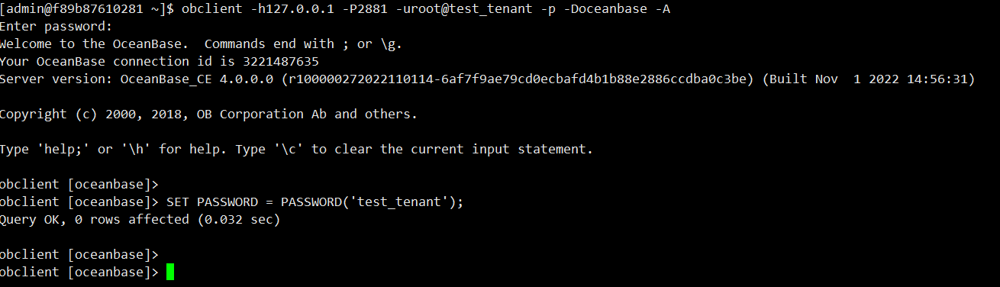 [admin@f89b87610281 ~]$ obclient -h127.0.0.1 -P2881 -uroot@test_tenant -p -Doceanbase -A
Enter password:
Welcome to the OceanBase.  Commands end with ; or \g.
Your OceanBase connection id is 3221487635
Server version: OceanBase_CE 4.0.0.0 (r100000272022110114-6af7f9ae79cd0ecbafd4b1b88e2886ccdba0c3be) (Built Nov  1 2022 14:56:31)
Copyright (c) 2000, 2018, OB Corporation Ab and others.
Type 'help;' or '\h' for help. Type '\c' to clear the current input statement.
obclient [oceanbase]>
obclient [oceanbase]> SET PASSWORD = PASSWORD('test_tenant');
Query OK, 0 rows affected (0.032 sec)
obclient [oceanbase]>
obclient [oceanbase]>